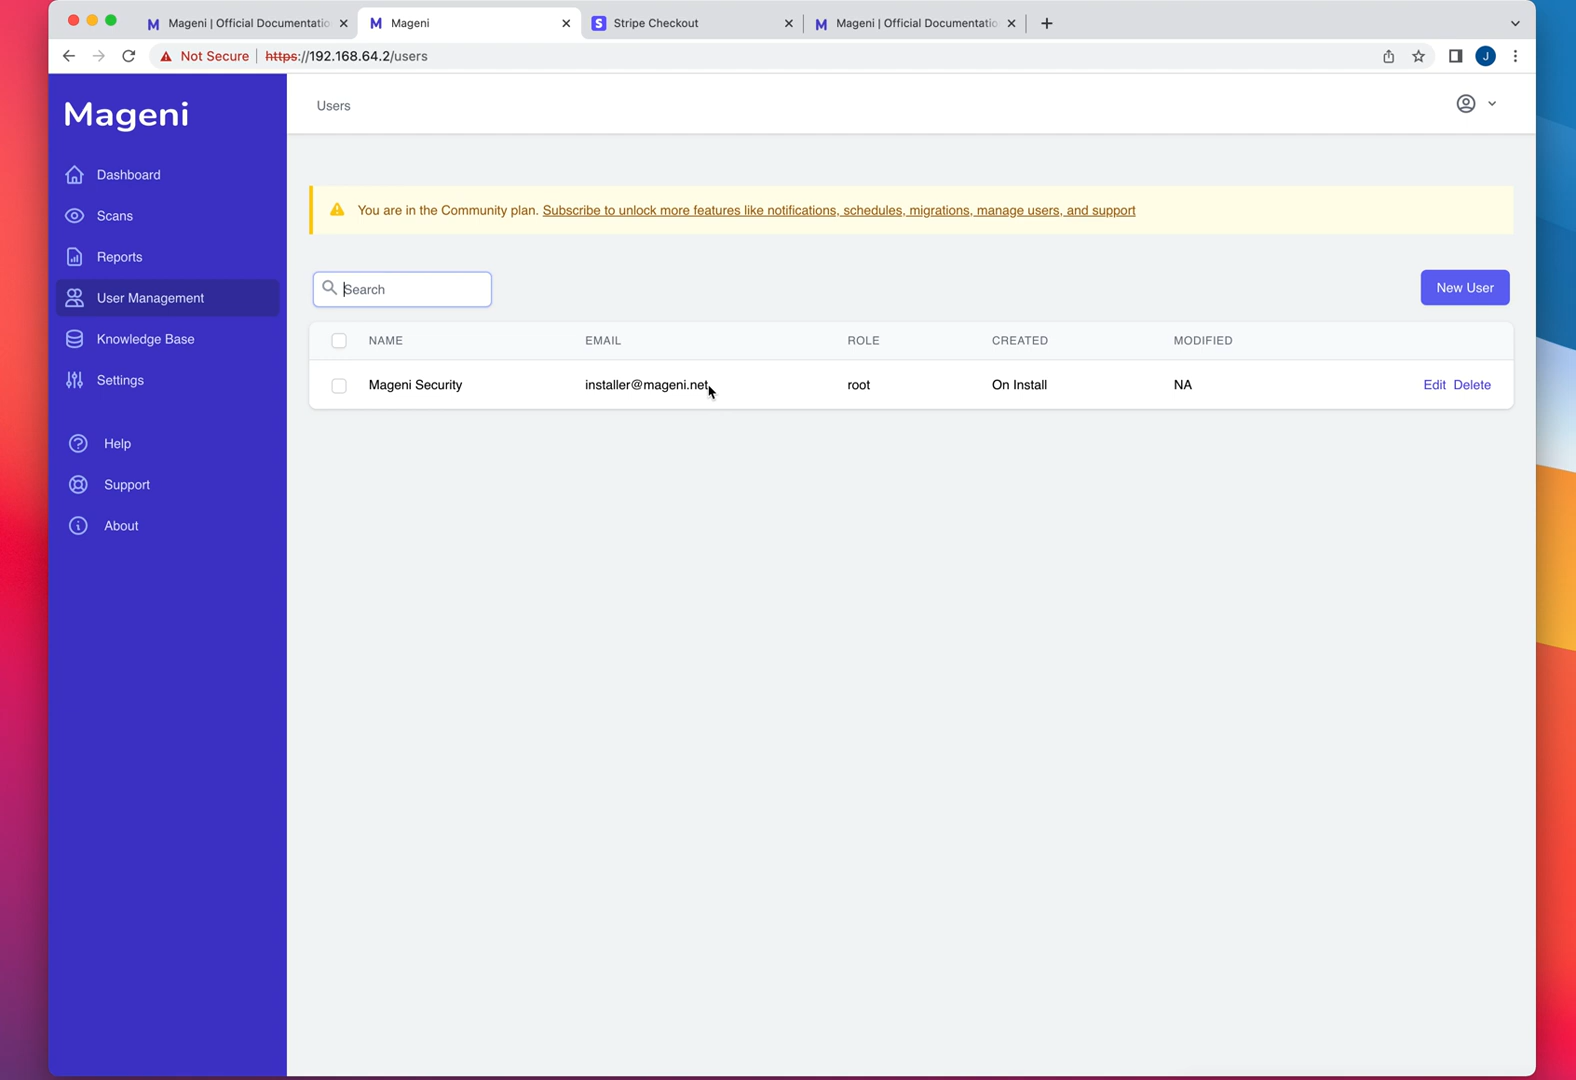 Mageni | Official Documentatio
Mageni
Stripe Checkout
Mageni | Official Documentatio
Not Secure
https://192.168.64.2/users
J
Mageni
Users
Dashboard
Scans
Reports
User Management
Knowledge Base
Settings
Help
Support
About
You are in the Community plan. Subscribe to unlock more features like notifications, schedules, migrations, manage users, and support
Search
New User
NAME EMAIL ROLE CREATED MODIFIED
Mageni Security installer@mageni.net root On Install NA Edit Delete